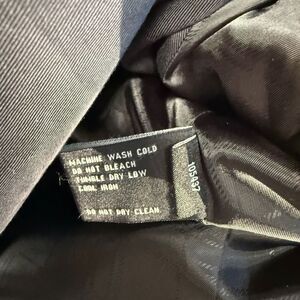 MACHINE WASH COLD
DO NOT BLEACH
TUMBLE DRY LOW
COOL IRON
DO NOT DRY CLEAN